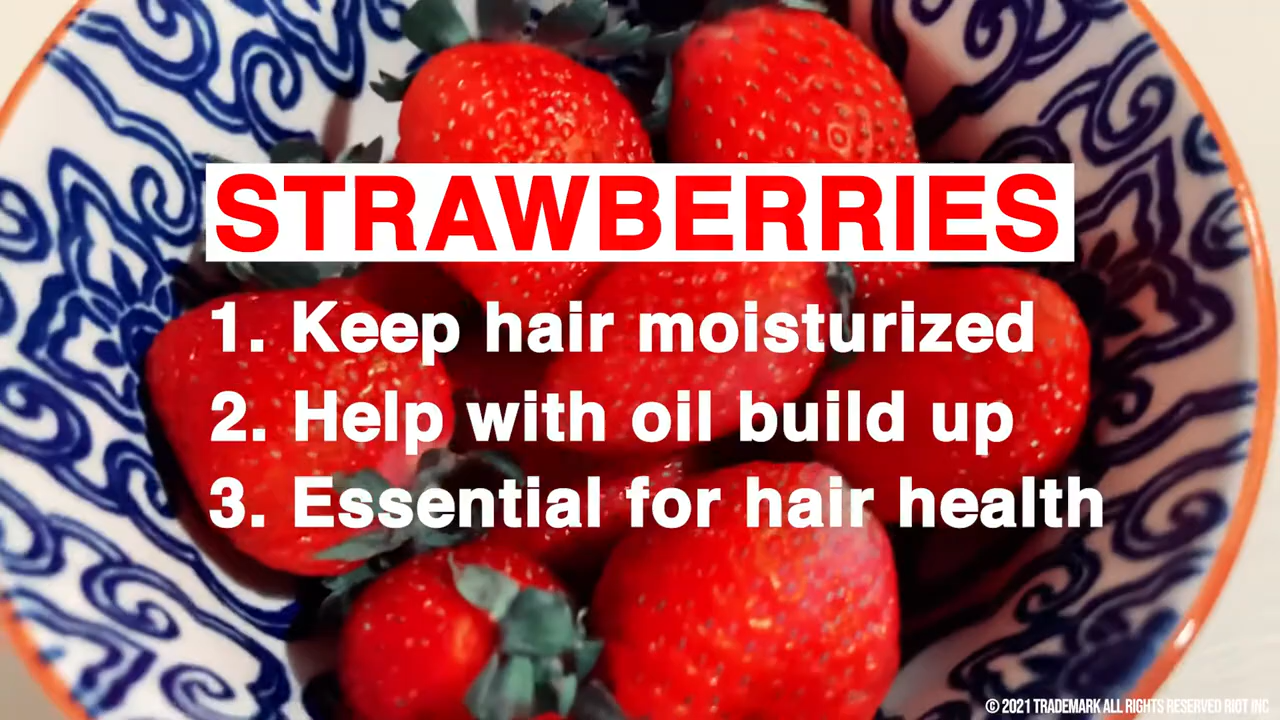 STRAWBERRIES
1. Keep hair moisturized
2. Help with oil build up
3. Essential for hair health
© 2021 TRADEMARK ALL RIGHTS RESERVED RIOT INC